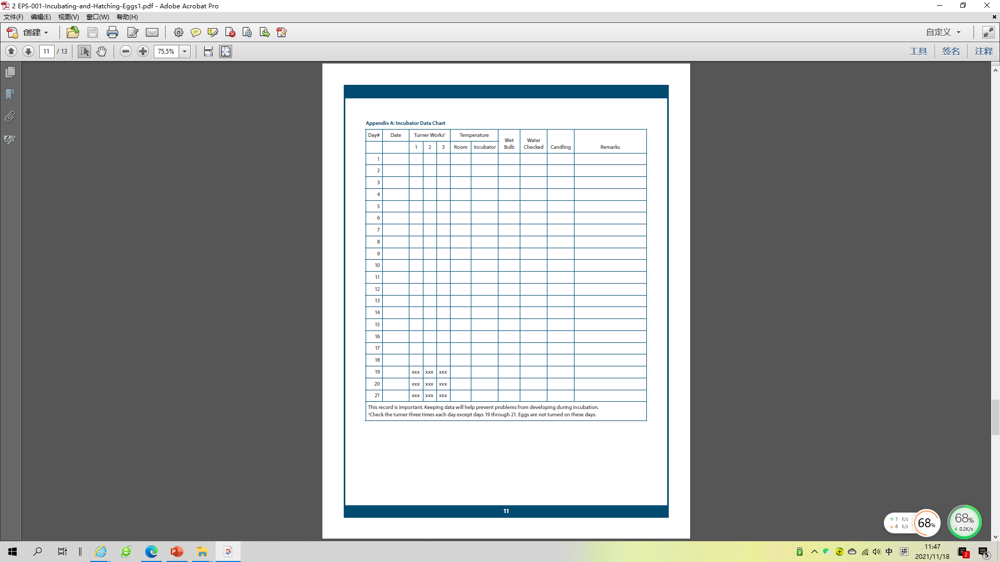 2 EPS-001-Incubating-and-Hatching-Eggs1.pdf - Adobe Acrobat Pro
文件(F) 编辑(E) 视图(V) 窗口(W) 帮助(H)
创建 自定义
11 / 13 75.5% 工具 签名 注释
Appendix A: Incubator Data Chart
Day# Date Turner Works¹ Temperature Wet Bulb Water Checked Candling Remarks
1 2 3 Room Incubator
1
2
3
4
5
6
7
8
9
10
11
12
13
14
15
16
17
18
19 xxx xxx xxx
20 xxx xxx xxx
21 xxx xxx xxx
This record is important. Keeping data will help prevent problems from developing during incubation.
¹Check the turner three times each day except days 19 through 21. Eggs are not turned on these days.
11
↑ 1 K/s
↓ 6 K/s
68%
68%
↓ 0.2K/s
中 拼
11:47
2021/11/18
2
5